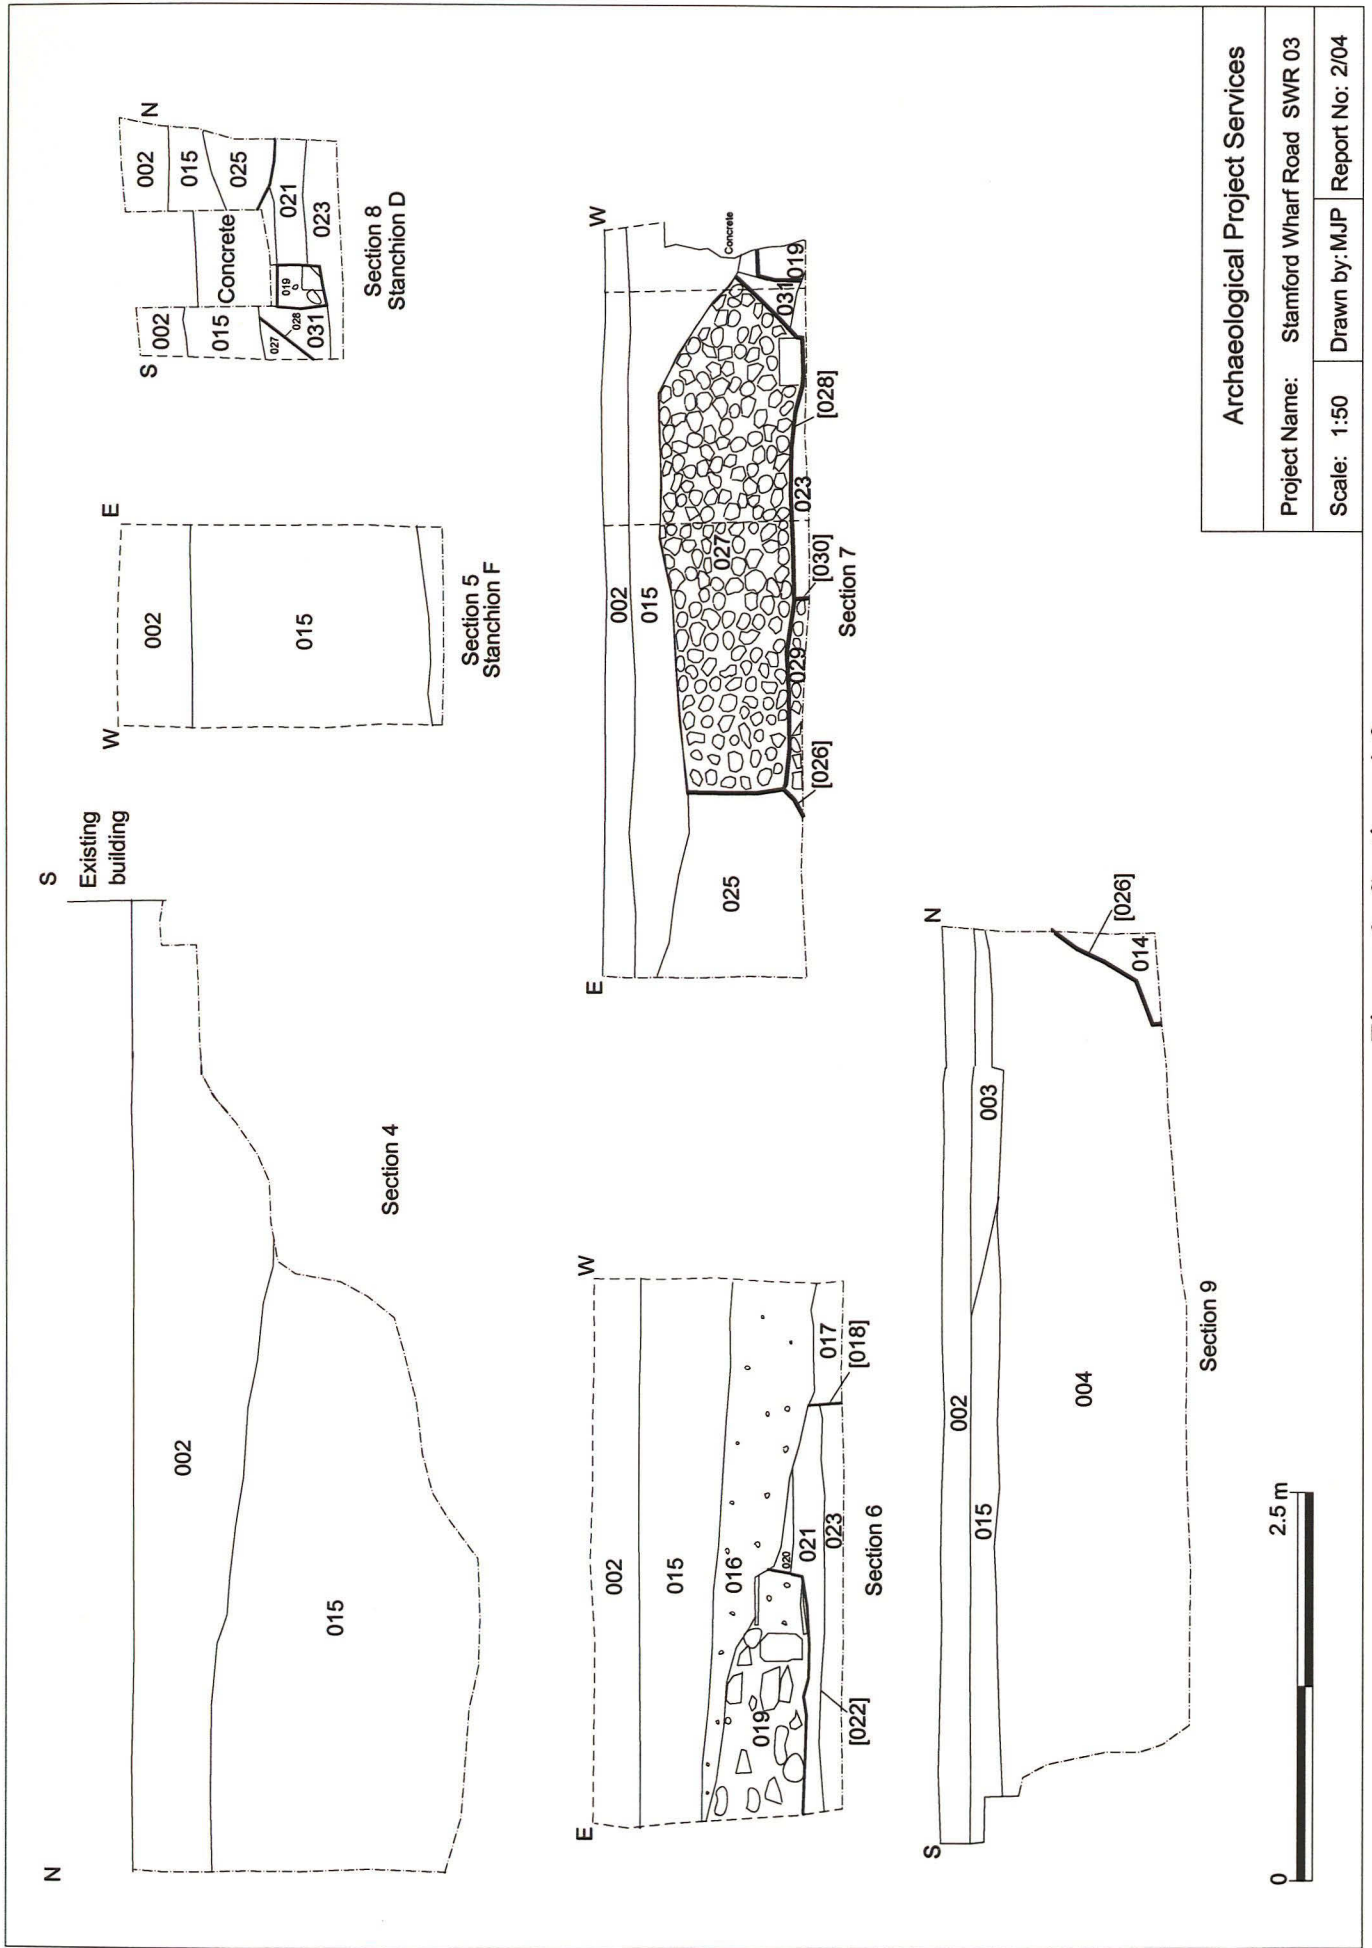 N
S
Existing
building
002
015
Section 4
W
E
002
015
Section 5
Stanchion F
S
N
002
015
027
028
031
Concrete
019
002
015
025
021
023
Section 8
Stanchion D
E
W
002
015
016
019
020
021
023
017
[018]
[022]
Section 6
E
W
002
015
025
027
029
023
031
019
Concrete
[026]
[030]
[028]
Section 7
S
N
002
015
003
004
014
[026]
Section 9
0
2.5 m
Archaeological Project Services
Project Name: Stamford Wharf Road SWR 03
Scale: 1:50 Drawn by: MJP Report No: 2/04